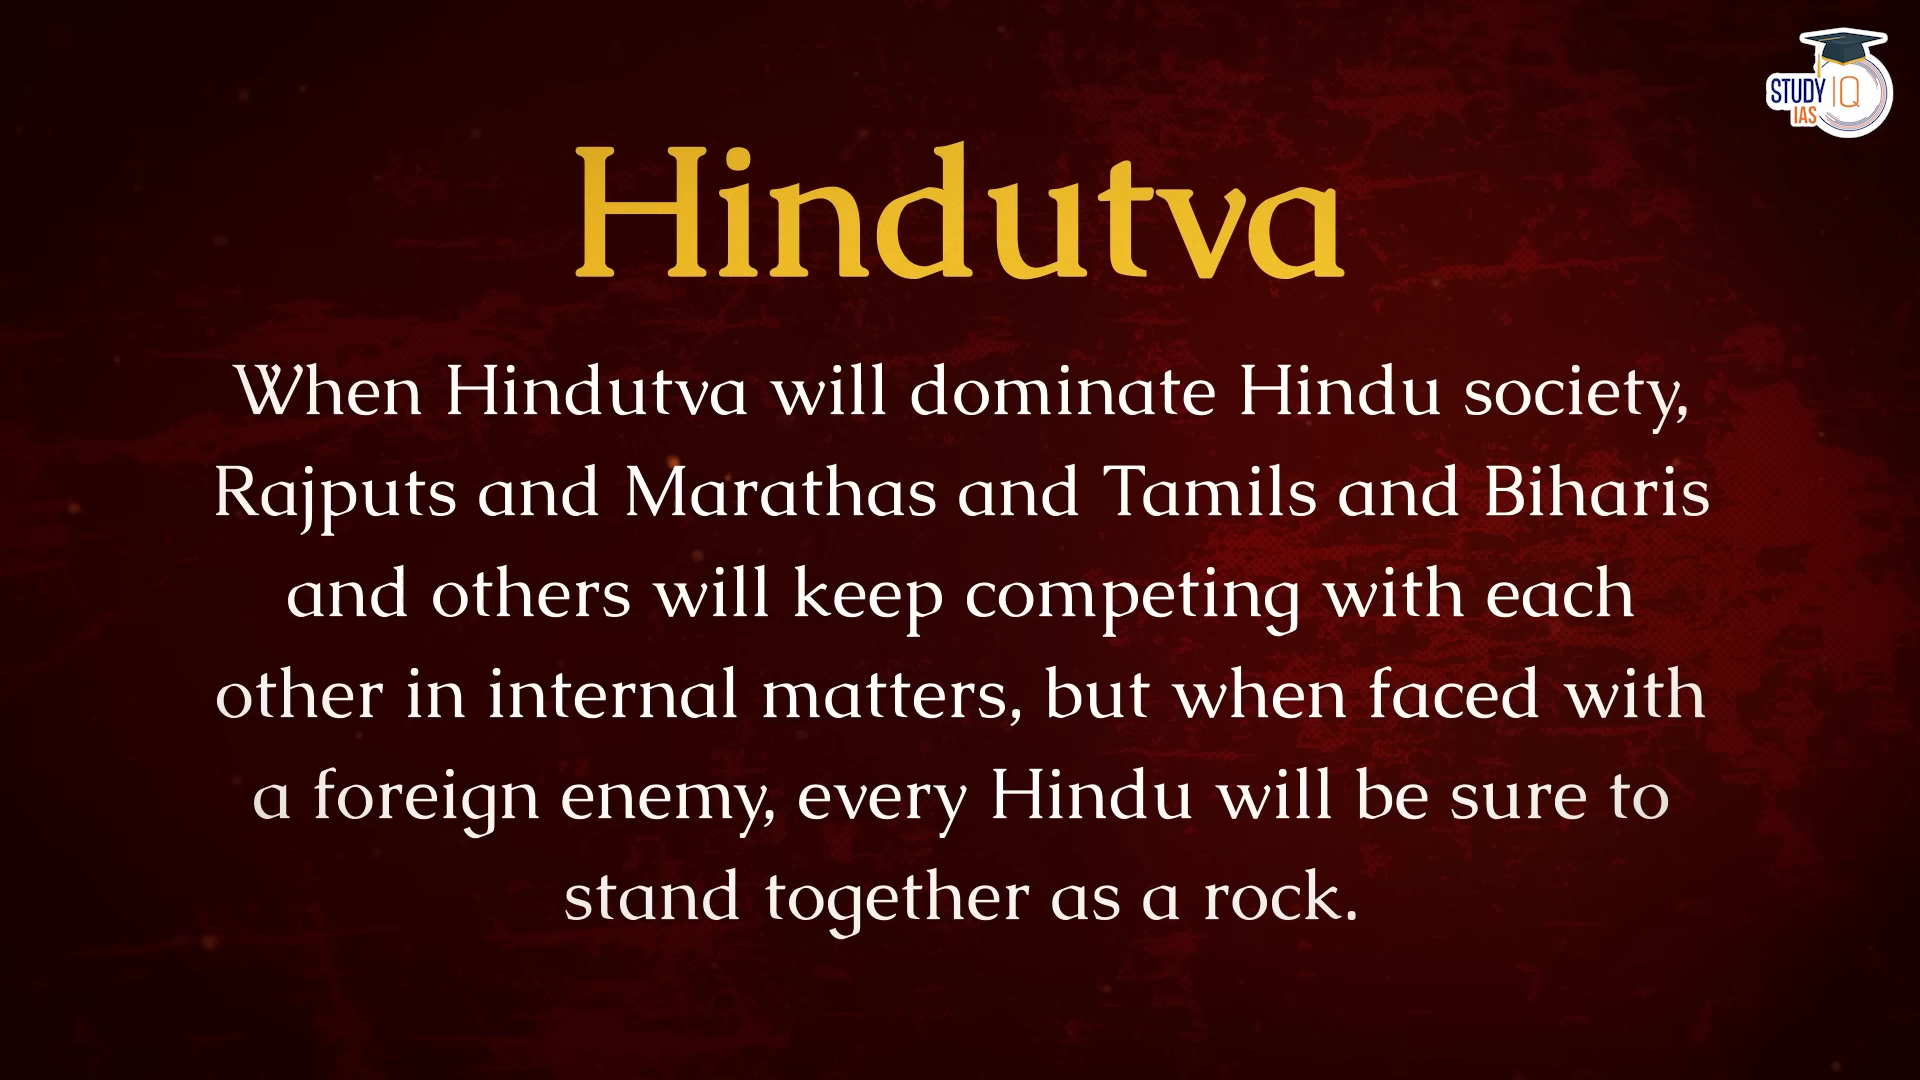 STUDY IQ
IAS
Hindutva
When Hindutva will dominate Hindu society,
Rajputs and Marathas and Tamils and Biharis
and others will keep competing with each
other in internal matters, but when faced with
a foreign enemy, every Hindu will be sure to
stand together as a rock.